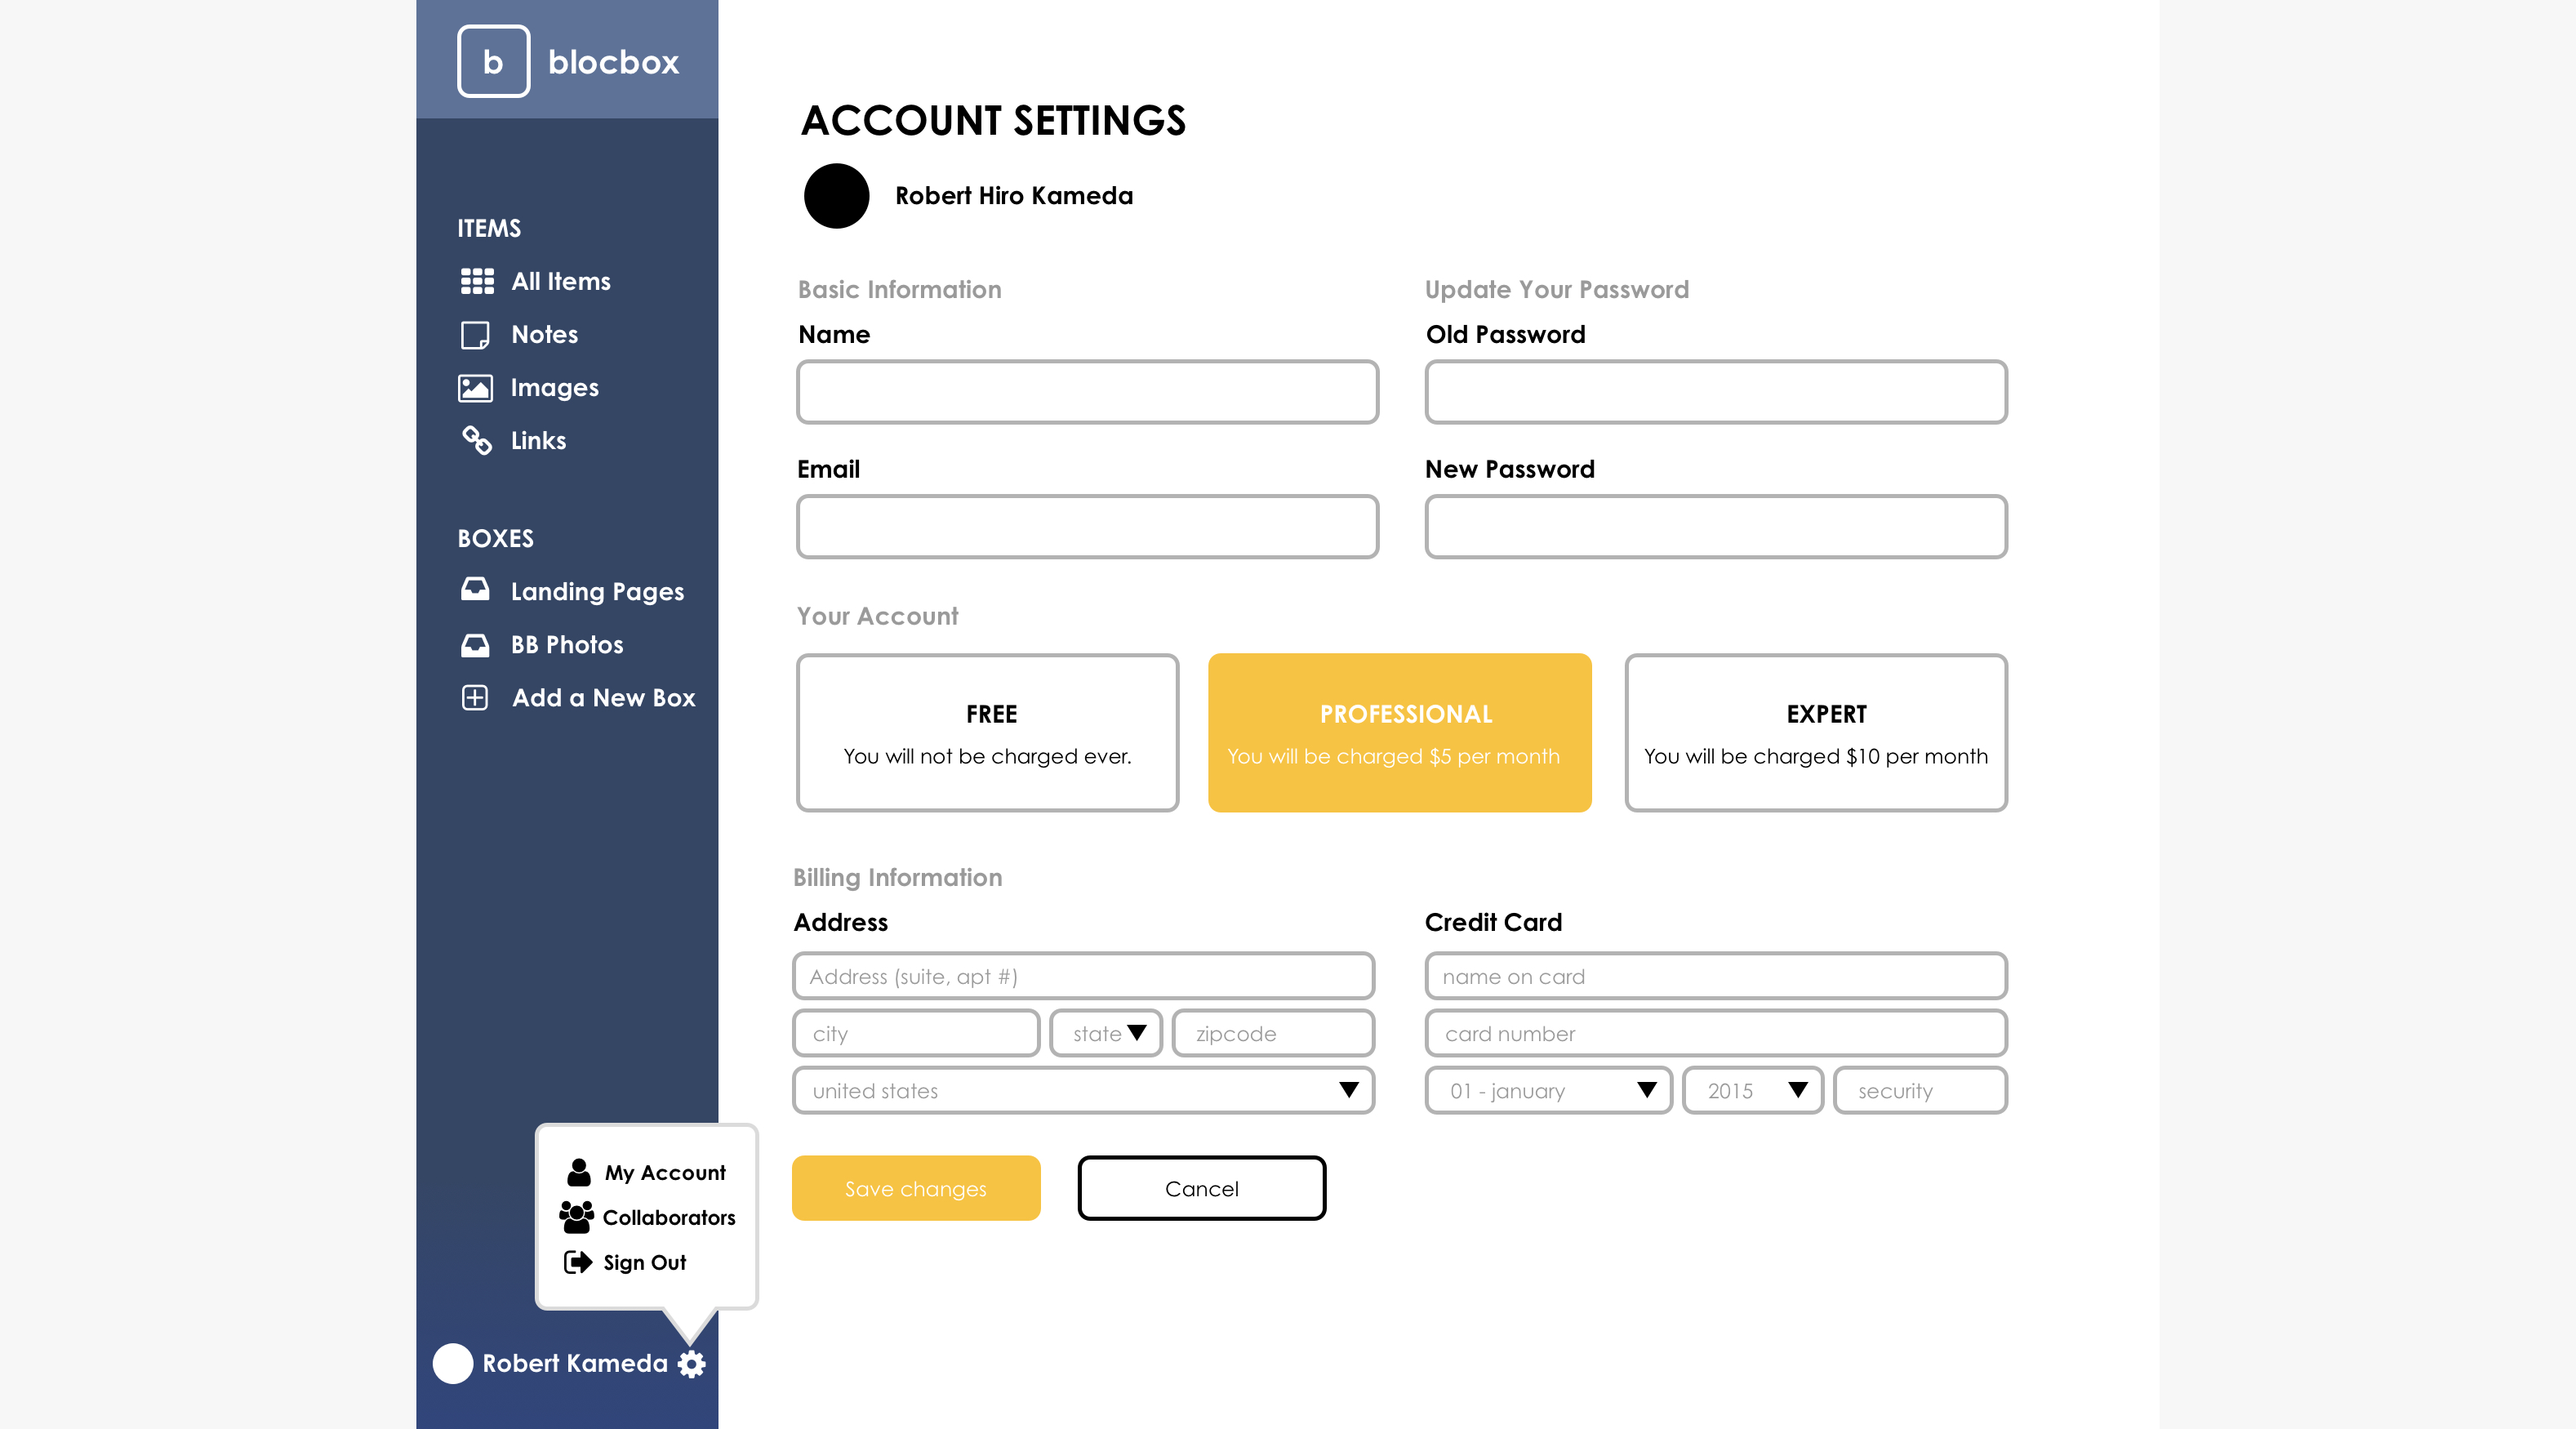 b
blocbox
ITEMS
All Items
Notes
Images
Links
BOXES
Landing Pages
BB Photos
Add a New Box
My Account
Collaborators
Sign Out
Robert Kameda
ACCOUNT SETTINGS
Robert Hiro Kameda
Basic Information
Name
Email
Update Your Password
Old Password
New Password
Your Account
FREE
You will not be charged ever.
PROFESSIONAL
You will be charged $5 per month
EXPERT
You will be charged $10 per month
Billing Information
Address
Address (suite, apt #)
city
state
zipcode
united states
Credit Card
name on card
card number
01 - january
2015
security
Save changes
Cancel